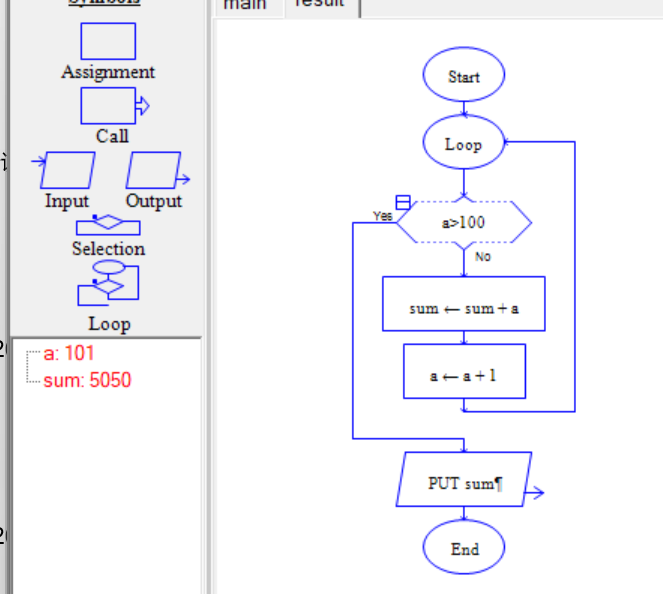 Symbols
main
result
Assignment
Call
Input
Output
Selection
Loop
a: 101
sum: 5050
Start
Loop
Yes
a>100
No
sum ← sum + a
a ← a + 1
PUT sum¶
End